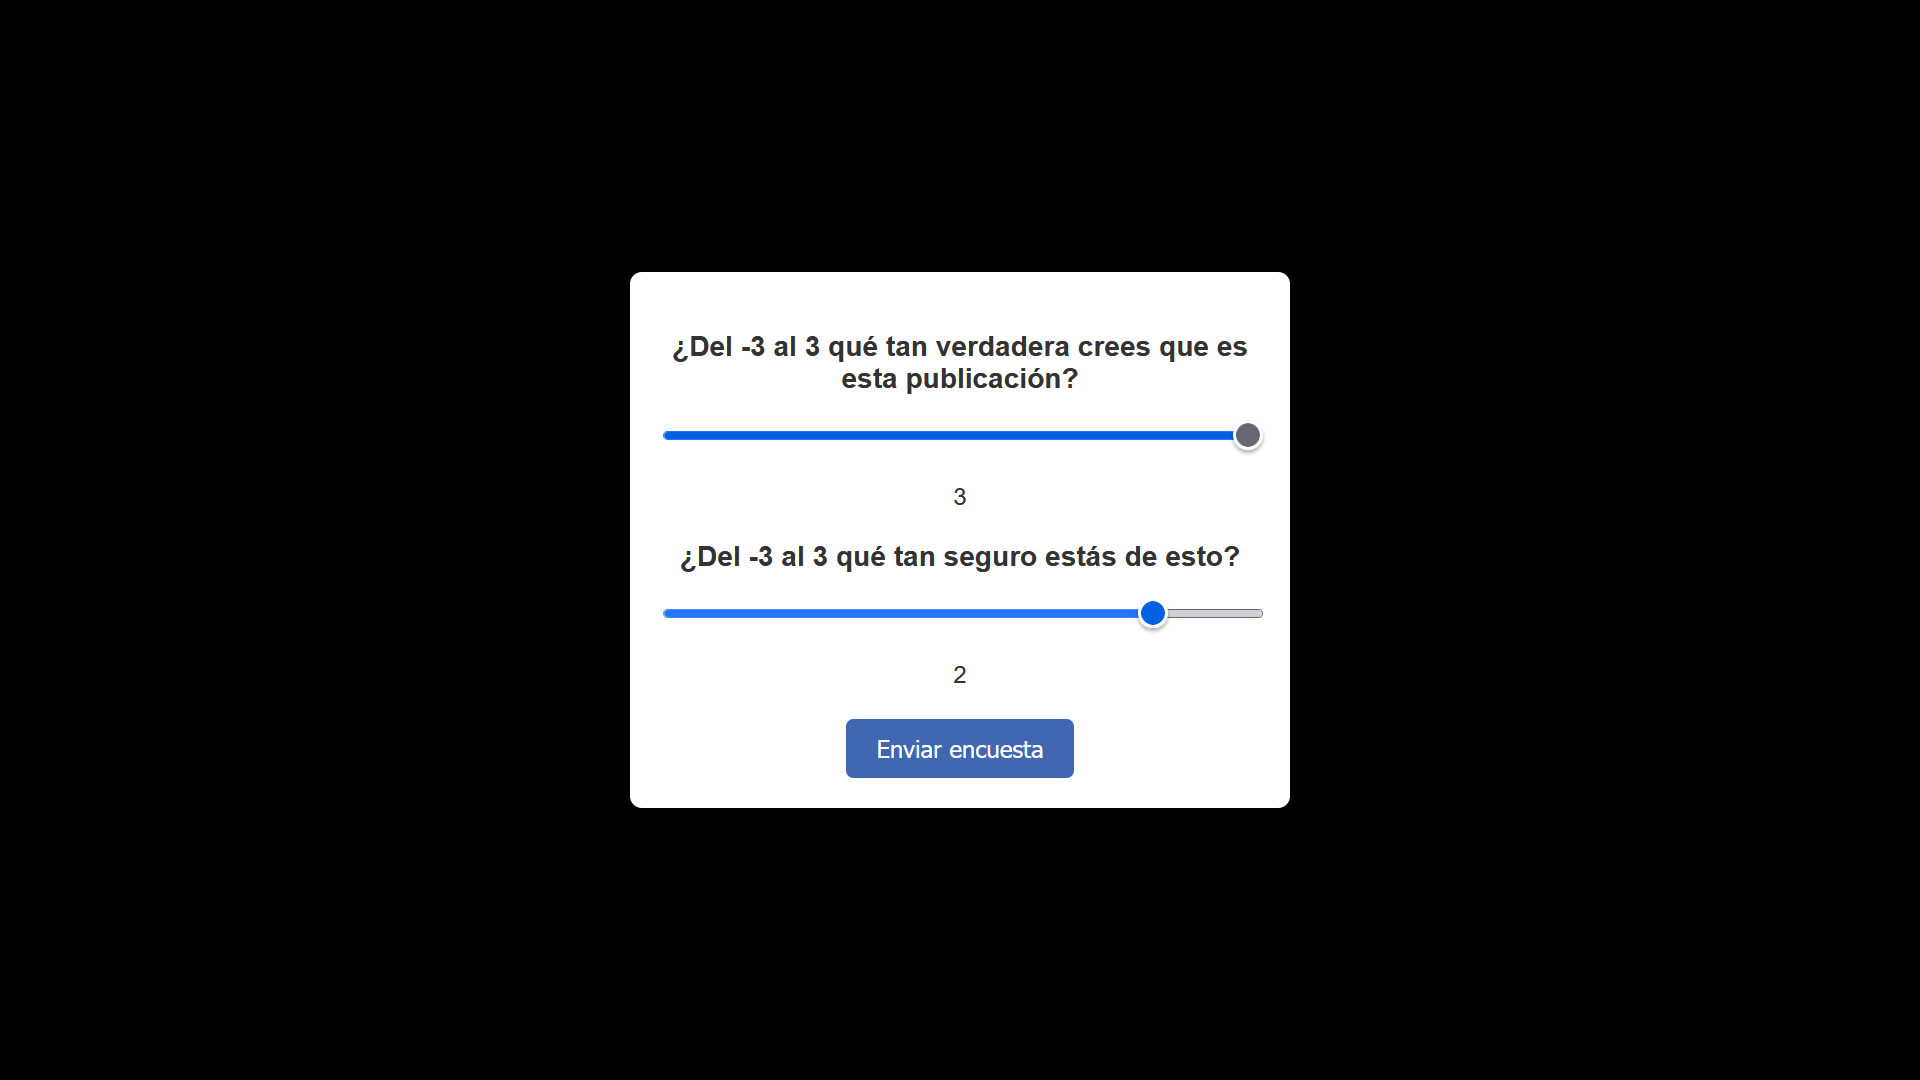 ¿Del -3 al 3 qué tan verdadera crees que es
esta publicación?
3
¿Del -3 al 3 qué tan seguro estás de esto?
2
Enviar encuesta